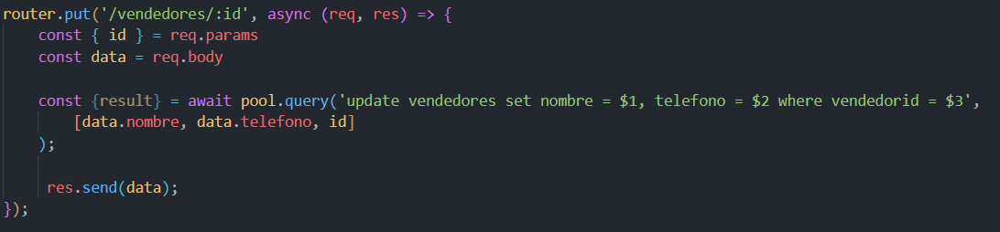 router.put('/vendedores/:id', async (req, res) => {
    const { id } = req.params
    const data = req.body

    const {result} = await pool.query('update vendedores set nombre = $1, telefono = $2 where vendedorid = $3',
        [data.nombre, data.telefono, id]
    );

     res.send(data);
});